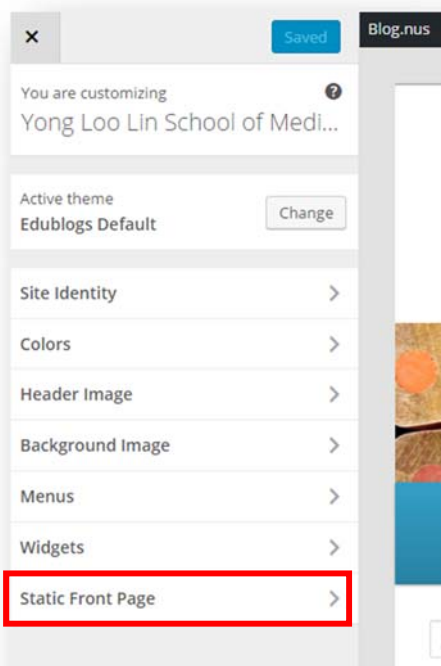 Saved
Blog.nus
You are customizing
Yong Loo Lin School of Medi...
Active theme
Edublogs Default
Change
Site Identity
Colors
Header Image
Background Image
Menus
Widgets
Static Front Page